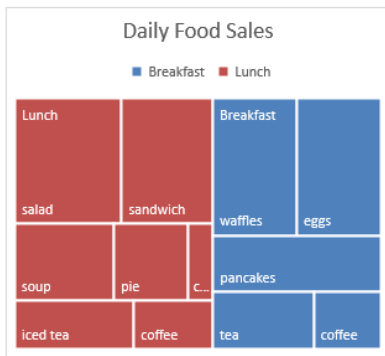 Daily Food Sales
Breakfast Lunch
Lunch
salad
sandwich
soup
pie
c...
iced tea
coffee
Breakfast
waffles
eggs
pancakes
tea
coffee